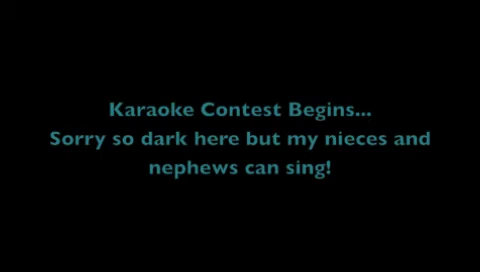 Karaoke Contest Begins...
Sorry so dark here but my nieces and
nephews can sing!